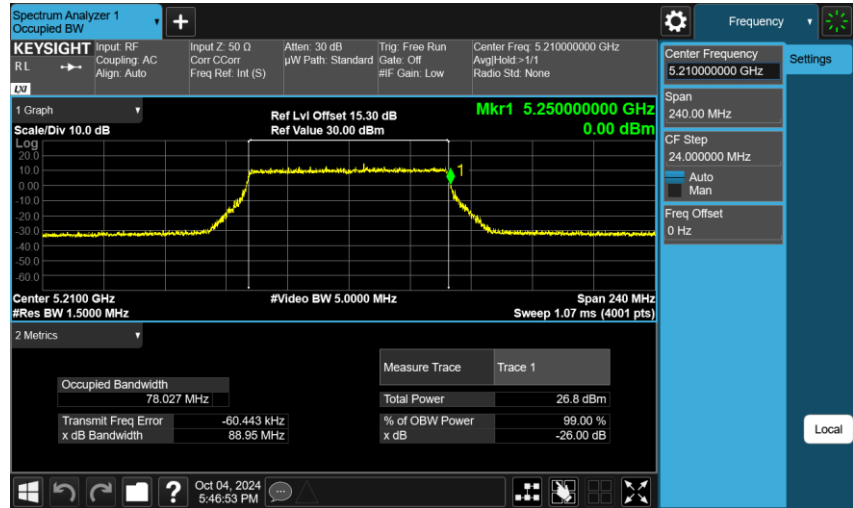 Spectrum Analyzer 1
Occupied BW
Frequency
KEYSIGHT
RL
LXI
Input: RF
Coupling: AC
Align: Auto
Input Z: 50 Ω
Corr CCorr
Freq Ref: Int (S)
Atten: 30 dB
µW Path: Standard
Trig: Free Run
Gate: Off
#IF Gain: Low
Center Freq: 5.210000000 GHz
Avg|Hold:>1/1
Radio Std: None
Center Frequency
5.210000000 GHz
Settings
Span
240.00 MHz
CF Step
24.000000 MHz
Auto
Man
Freq Offset
0 Hz
Local
1 Graph
Scale/Div 10.0 dB
Ref Lvl Offset 15.30 dB
Ref Value 30.00 dBm
Mkr1 5.250000000 GHz
0.00 dBm
Log
20.0
10.0
0.00
-10.0
-20.0
-30.0
-40.0
-50.0
-60.0
1
Center 5.2100 GHz
#Res BW 1.5000 MHz
#Video BW 5.0000 MHz
Span 240 MHz
Sweep 1.07 ms (4001 pts)
2 Metrics
Measure Trace
Trace 1
Occupied Bandwidth
78.027 MHz
Total Power
26.8 dBm
Transmit Freq Error
-60.443 kHz
% of OBW Power
99.00 %
x dB Bandwidth
88.95 MHz
x dB
-26.00 dB
?
Oct 04, 2024
5:46:53 PM